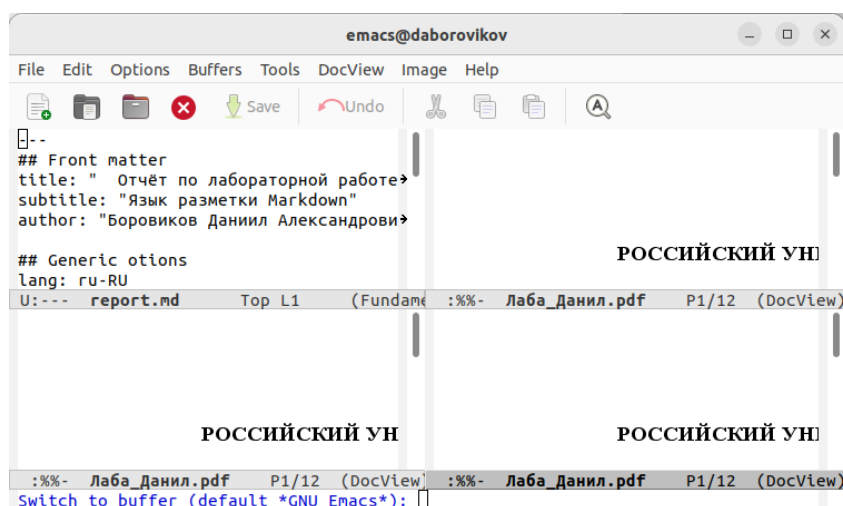 emacs@daborovikov
File Edit Options Buffers Tools DocView Image Help
Save Undo
---
## Front matter
title: "  Отчёт по лабораторной работе
subtitle: "Язык разметки Markdown"
author: "Боровиков Даниил Александрови
## Generic otions
lang: ru-RU
U:--- report.md Top L1 (Fundame
РОССИЙСКИЙ УН
:%%- Лаба_Данил.pdf P1/12 (DocView)
РОССИЙСКИЙ УН
:%%- Лаба_Данил.pdf P1/12 (DocView)
РОССИЙСКИЙ УН
:%%- Лаба_Данил.pdf P1/12 (DocView)
Switch to buffer (default *GNU Emacs*):